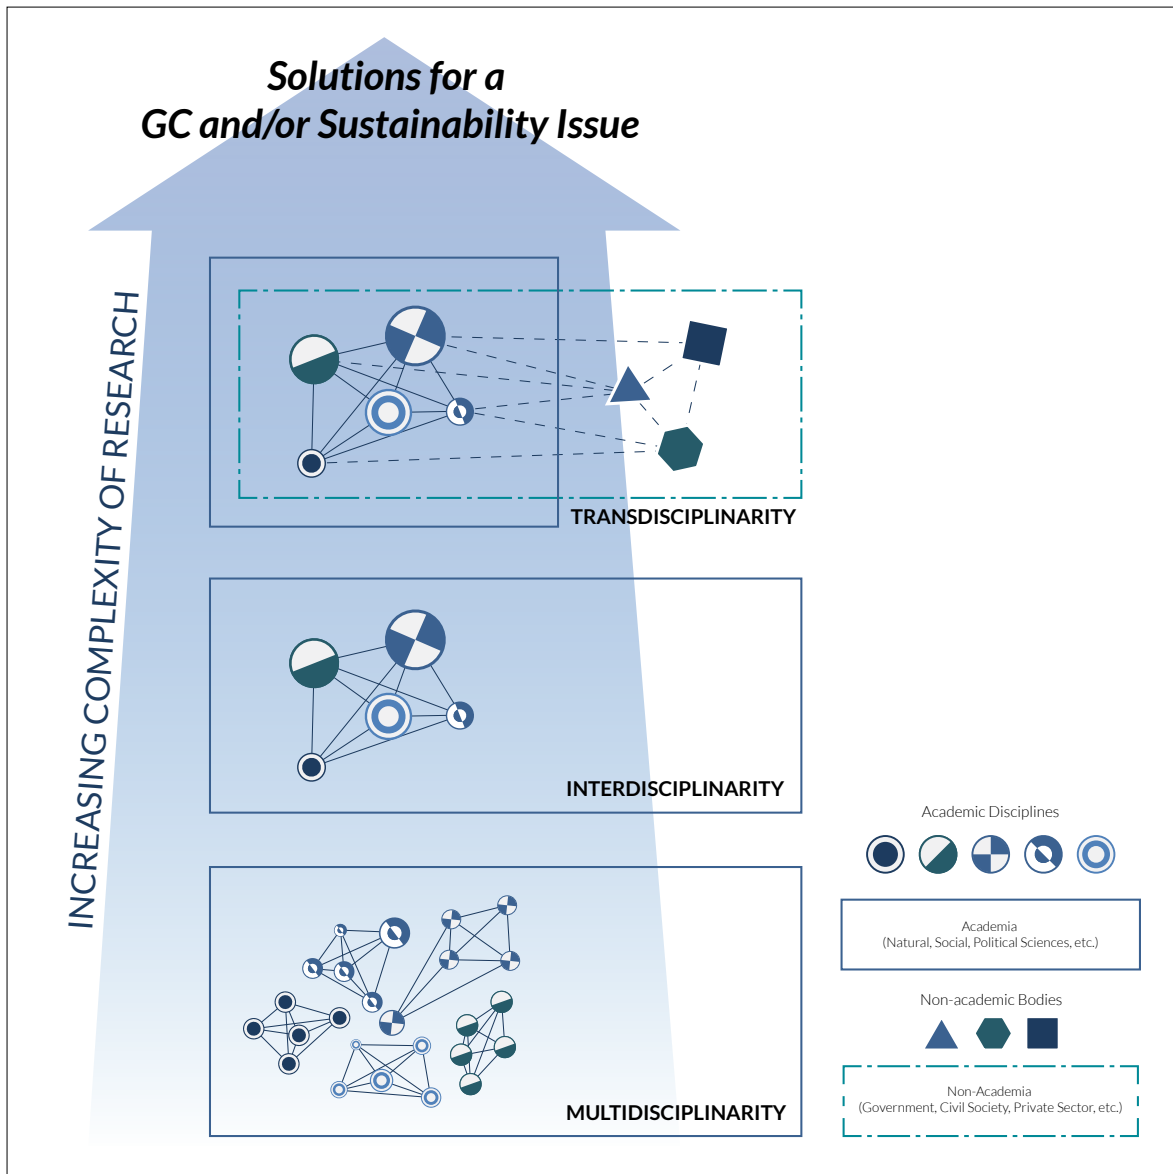 Solutions for a
GC and/or Sustainability Issue
INCREASING COMPLEXITY OF RESEARCH
TRANSDISCIPLINARITY
INTERDISCIPLINARITY
MULTIDISCIPLINARITY
Academic Disciplines
Academia
(Natural, Social, Political Sciences, etc.)
Non-academic Bodies
Non-Academia
(Government, Civil Society, Private Sector, etc.)